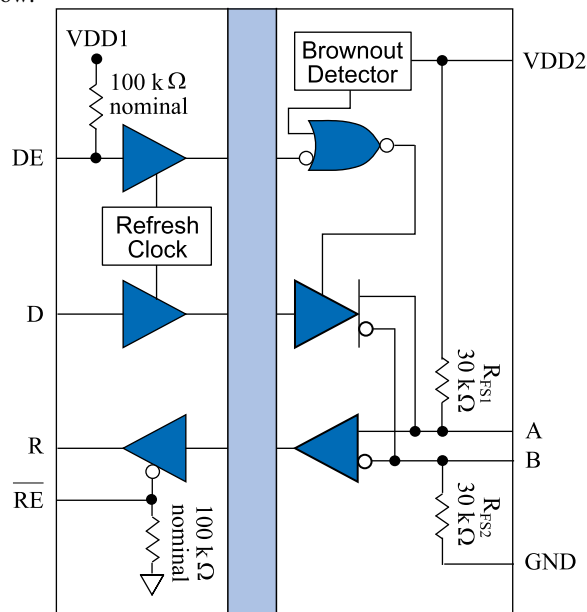 VDD1
100 kΩ
nominal
Brownout
Detector
VDD2
DE
Refresh
Clock
D
RFS1
30 kΩ
A
R
B
RE
100 kΩ
nominal
RFS2
30 kΩ
GND